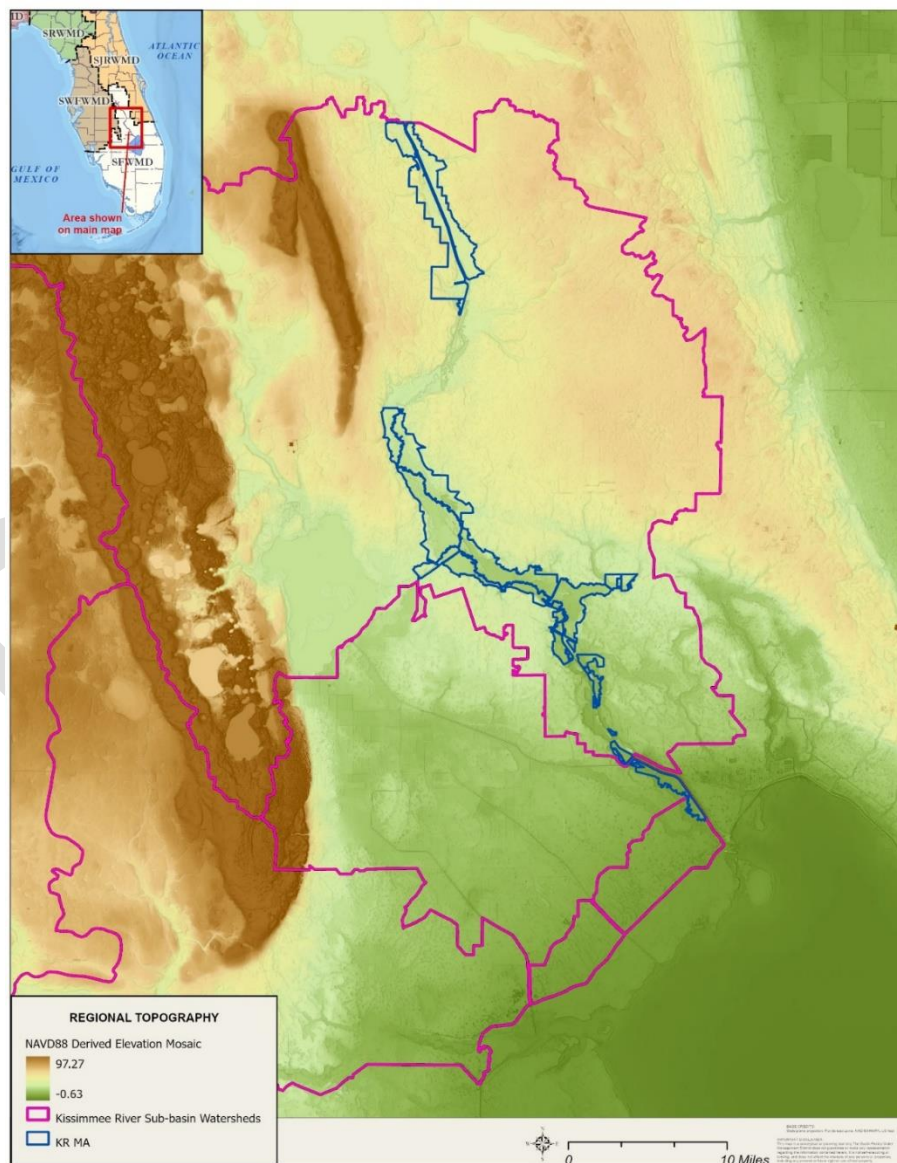 SRWMD
ATLANTIC
OCEAN
SJRWMD
SWFWMD
GULF OF
MEXICO
SFWMD
Area shown
on main map
REGIONAL TOPOGRAPHY
NAVD88 Derived Elevation Mosaic
97.27
-0.63
Kissimmee River Sub-basin Watersheds
KR MA
0
10 Miles